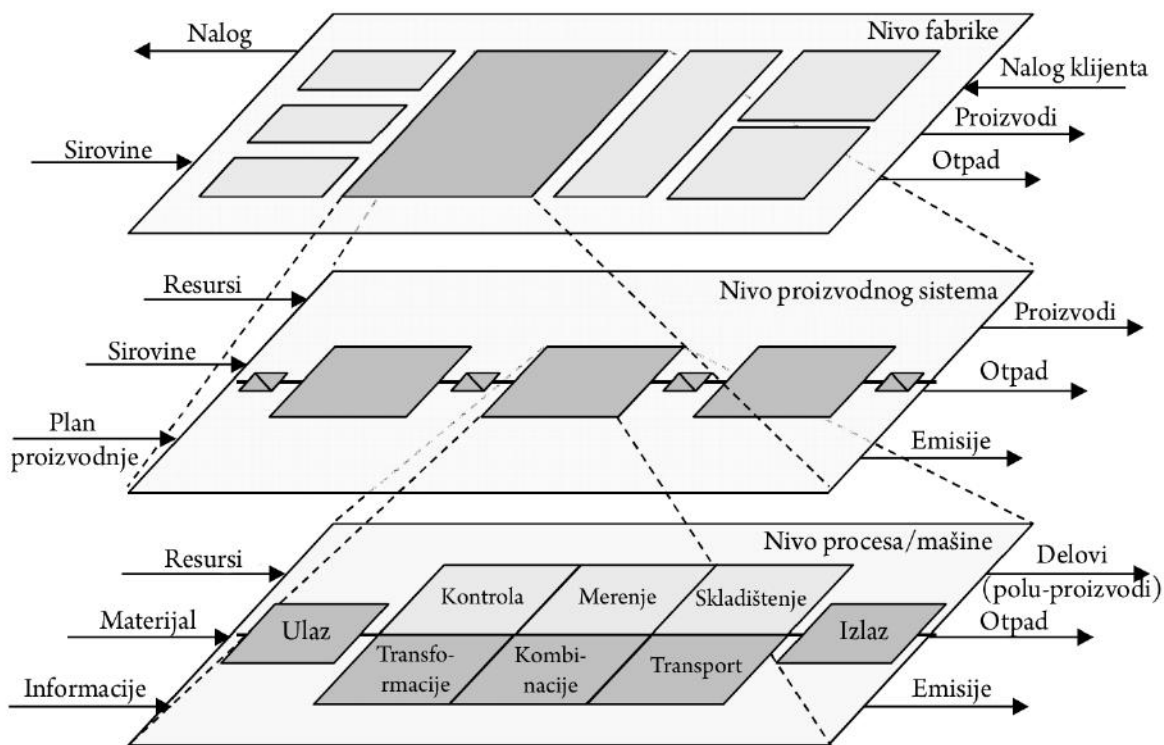 Nalog
Nivo fabrike
Nalog klijenta
Sirovine
Proizvodi
Otpad
Resursi
Nivo proizvodnog sistema
Proizvodi
Sirovine
Otpad
Plan
proizvodnje
Emisije
Nivo procesa/mašine
Resursi
Delovi
(polu-proizvodi)
Kontrola
Merenje
Skladištenje
Materijal
Ulaz
Izlaz
Otpad
Transfo-
rmacije
Kombi-
nacije
Transport
Informacije
Emisije